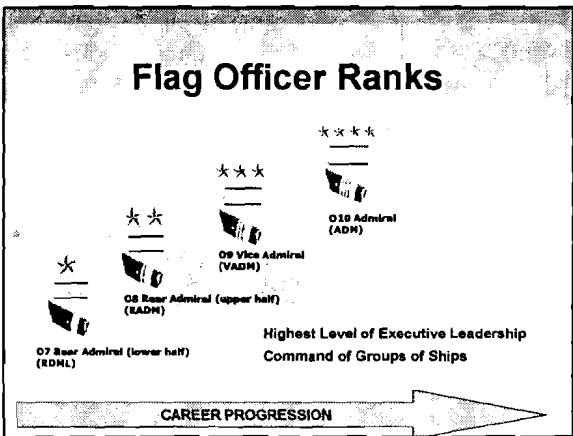 Flag Officer Ranks
O10 Admiral
(ADM)
O9 Vice Admiral
(VADM)
O8 Rear Admiral (upper half)
(RADM)
O7 Rear Admiral (lower half)
(RDML)
Highest Level of Executive Leadership
Command of Groups of Ships
CAREER PROGRESSION